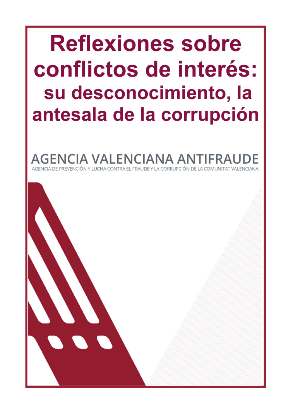 Reflexiones sobre
conflictos de interés:
su desconocimiento, la
antesala de la corrupción
AGENCIA VALENCIANA ANTIFRAUDE
AGENCIA DE PREVENCIÓN Y LUCHA CONTRA EL FRAUDE Y LA CORRUPCIÓN DE LA COMUNITAT VALENCIANA